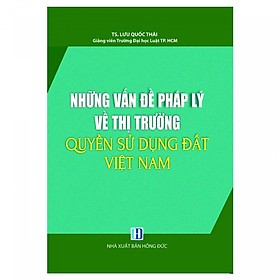 TS. LƯU QUỐC THÁI
Giảng viên Trường Đại học Luật TP. HCM
NHỮNG VẤN ĐỀ PHÁP LÝ
VỀ THỊ TRƯỜNG
QUYỀN SỬ DỤNG ĐẤT
VIỆT NAM
NHÀ XUẤT BẢN HỒNG ĐỨC